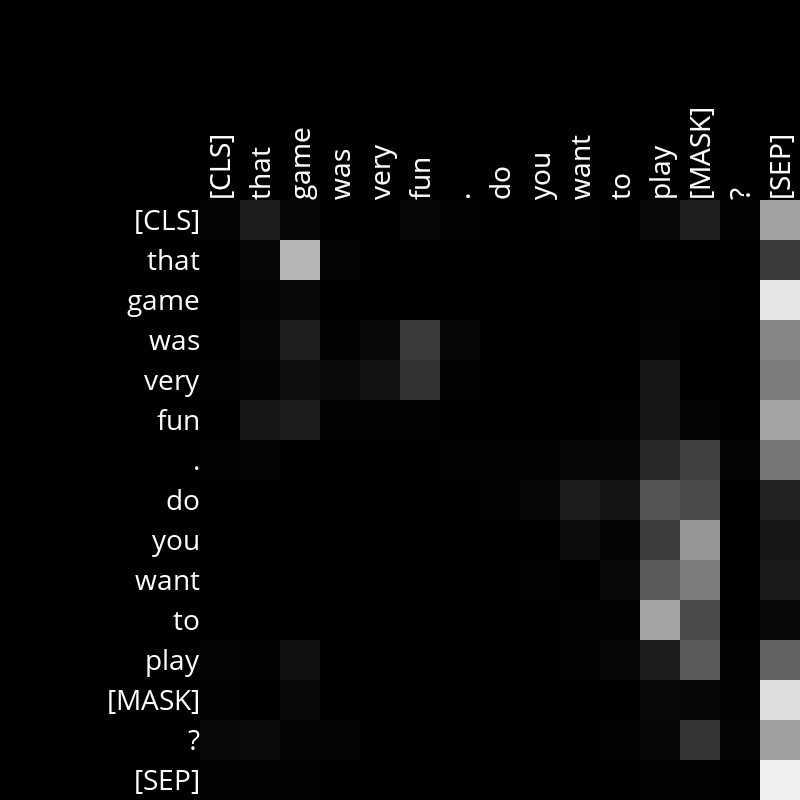 [CLS] that game was very fun . do you want to play [MASK] ? [SEP]
[CLS]
that
game
was
very
fun
.
do
you
want
to
play
[MASK]
?
[SEP]